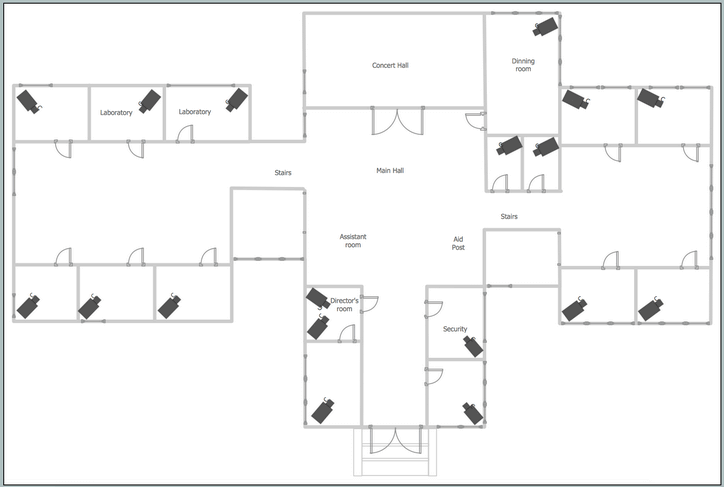 Concert Hall
Dinning
room
Laboratory
Laboratory
Stairs
Main Hall
Stairs
Assistant
room
Aid
Post
Director's
room
Security